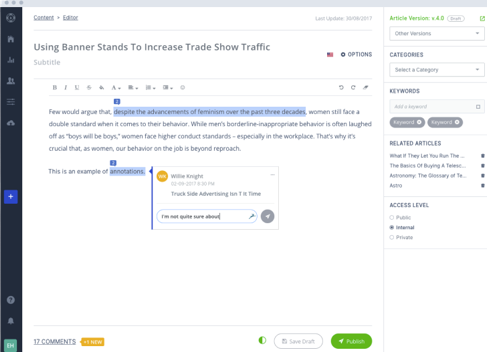 Content > Editor
Last Update: 30/09/2017
Using Banner Stands To Increase Trade Show Traffic
OPTIONS
Subtitle
B I U S A
2
Few would argue that, despite the advancements of feminism over the past three decades, women still face a
double standard when it comes to their behavior. While men's borderline-inappropriate behavior is often laughed
off as "boys will be boys," women face higher conduct standards – especially in the workplace. That's why it's
crucial that, as women, our behavior on the job is beyond reproach.
2
This is an example of annotations.
WK
Willie Knight
02-09-2017 6:30 PM
Truck Side Advertising Isn T It Time
I'm not quite sure about
17 COMMENTS
+1 NEW
Save Draft
Publish
EH
Article Version: v.4.0
Draft
Other Versions
CATEGORIES
Select a Category
KEYWORDS
Add a keyword
Keyword
Keyword
RELATED ARTICLES
What If They let You Run The ...
The Basics Of Buying A Telesc...
Astronomy: The Glossary of Te...
Astro
ACCESS LEVEL
Public
Internal
Private